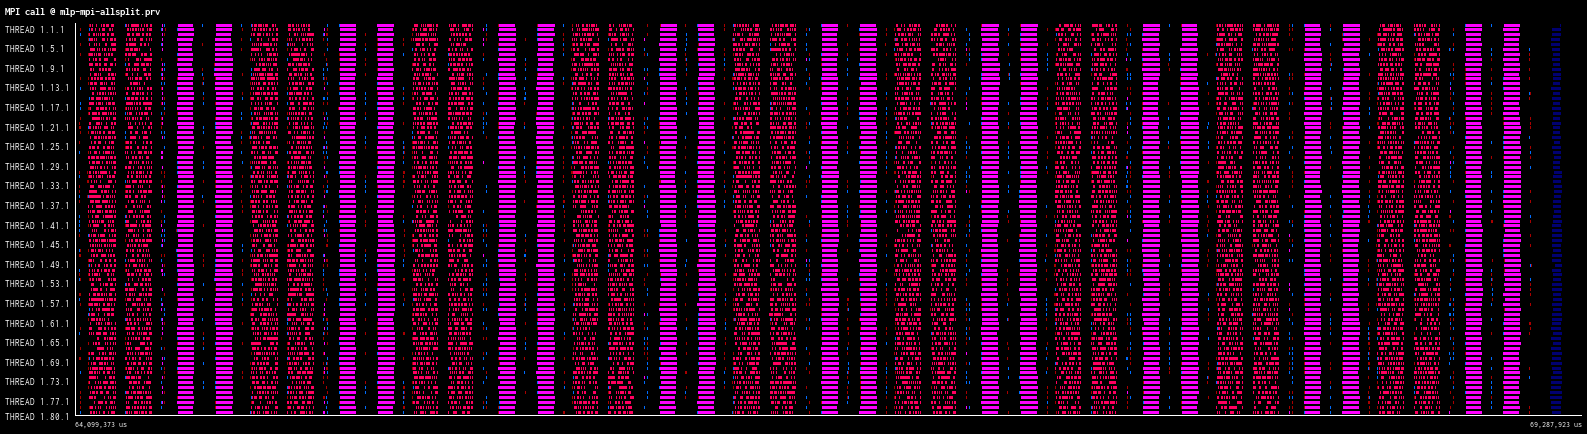 MPI call @ mlp-mpi-allsplit.prv
THREAD 1.1.1
THREAD 1.5.1
THREAD 1.9.1
THREAD 1.13.1
THREAD 1.17.1
THREAD 1.21.1
THREAD 1.25.1
THREAD 1.29.1
THREAD 1.33.1
THREAD 1.37.1
THREAD 1.41.1
THREAD 1.45.1
THREAD 1.49.1
THREAD 1.53.1
THREAD 1.57.1
THREAD 1.61.1
THREAD 1.65.1
THREAD 1.69.1
THREAD 1.73.1
THREAD 1.77.1
THREAD 1.80.1
64,099,373 us 69,287,923 us